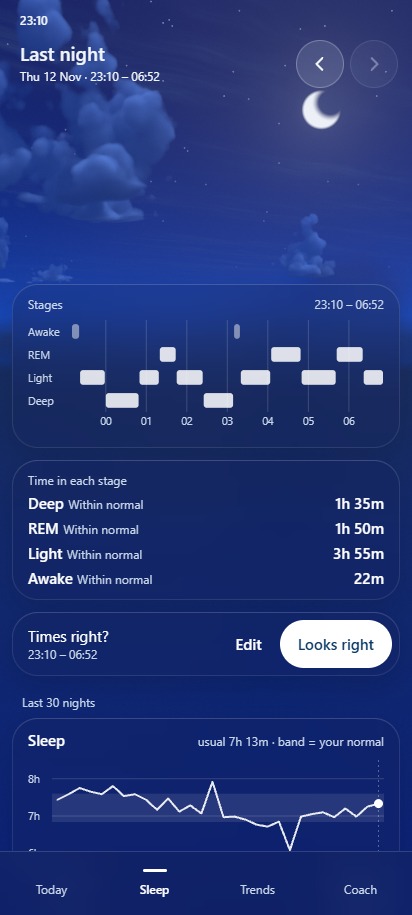 23:10
Last night
Thu 12 Nov · 23:10 – 06:52
Stages 23:10 – 06:52
Awake
REM
Light
Deep
00 01 02 03 04 05 06
Time in each stage
Deep Within normal 1h 35m
REM Within normal 1h 50m
Light Within normal 3h 55m
Awake Within normal 22m
Times right?
23:10 – 06:52
Edit Looks right
Last 30 nights
Sleep usual 7h 13m · band = your normal
8h
7h
Today Sleep Trends Coach